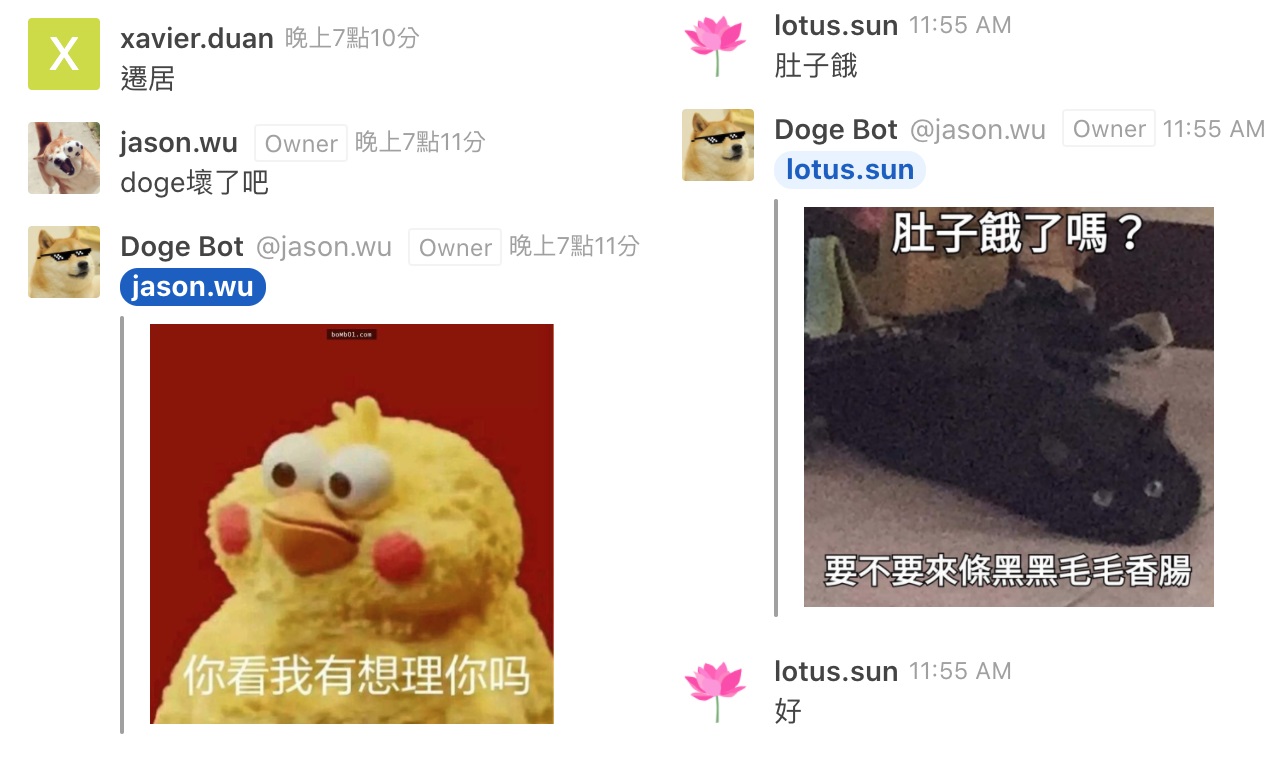 X
xavier.duan 晚上7點10分
遷居
jason.wu Owner 晚上7點11分
doge壞了吧
Doge Bot @jason.wu Owner 晚上7點11分
jason.wu
bomb01.com
你看我有想理你吗
lotus.sun 11:55 AM
肚子餓
Doge Bot @jason.wu Owner 11:55 AM
lotus.sun
肚子餓了嗎？
要不要來條黑黑毛毛香腸
lotus.sun 11:55 AM
好